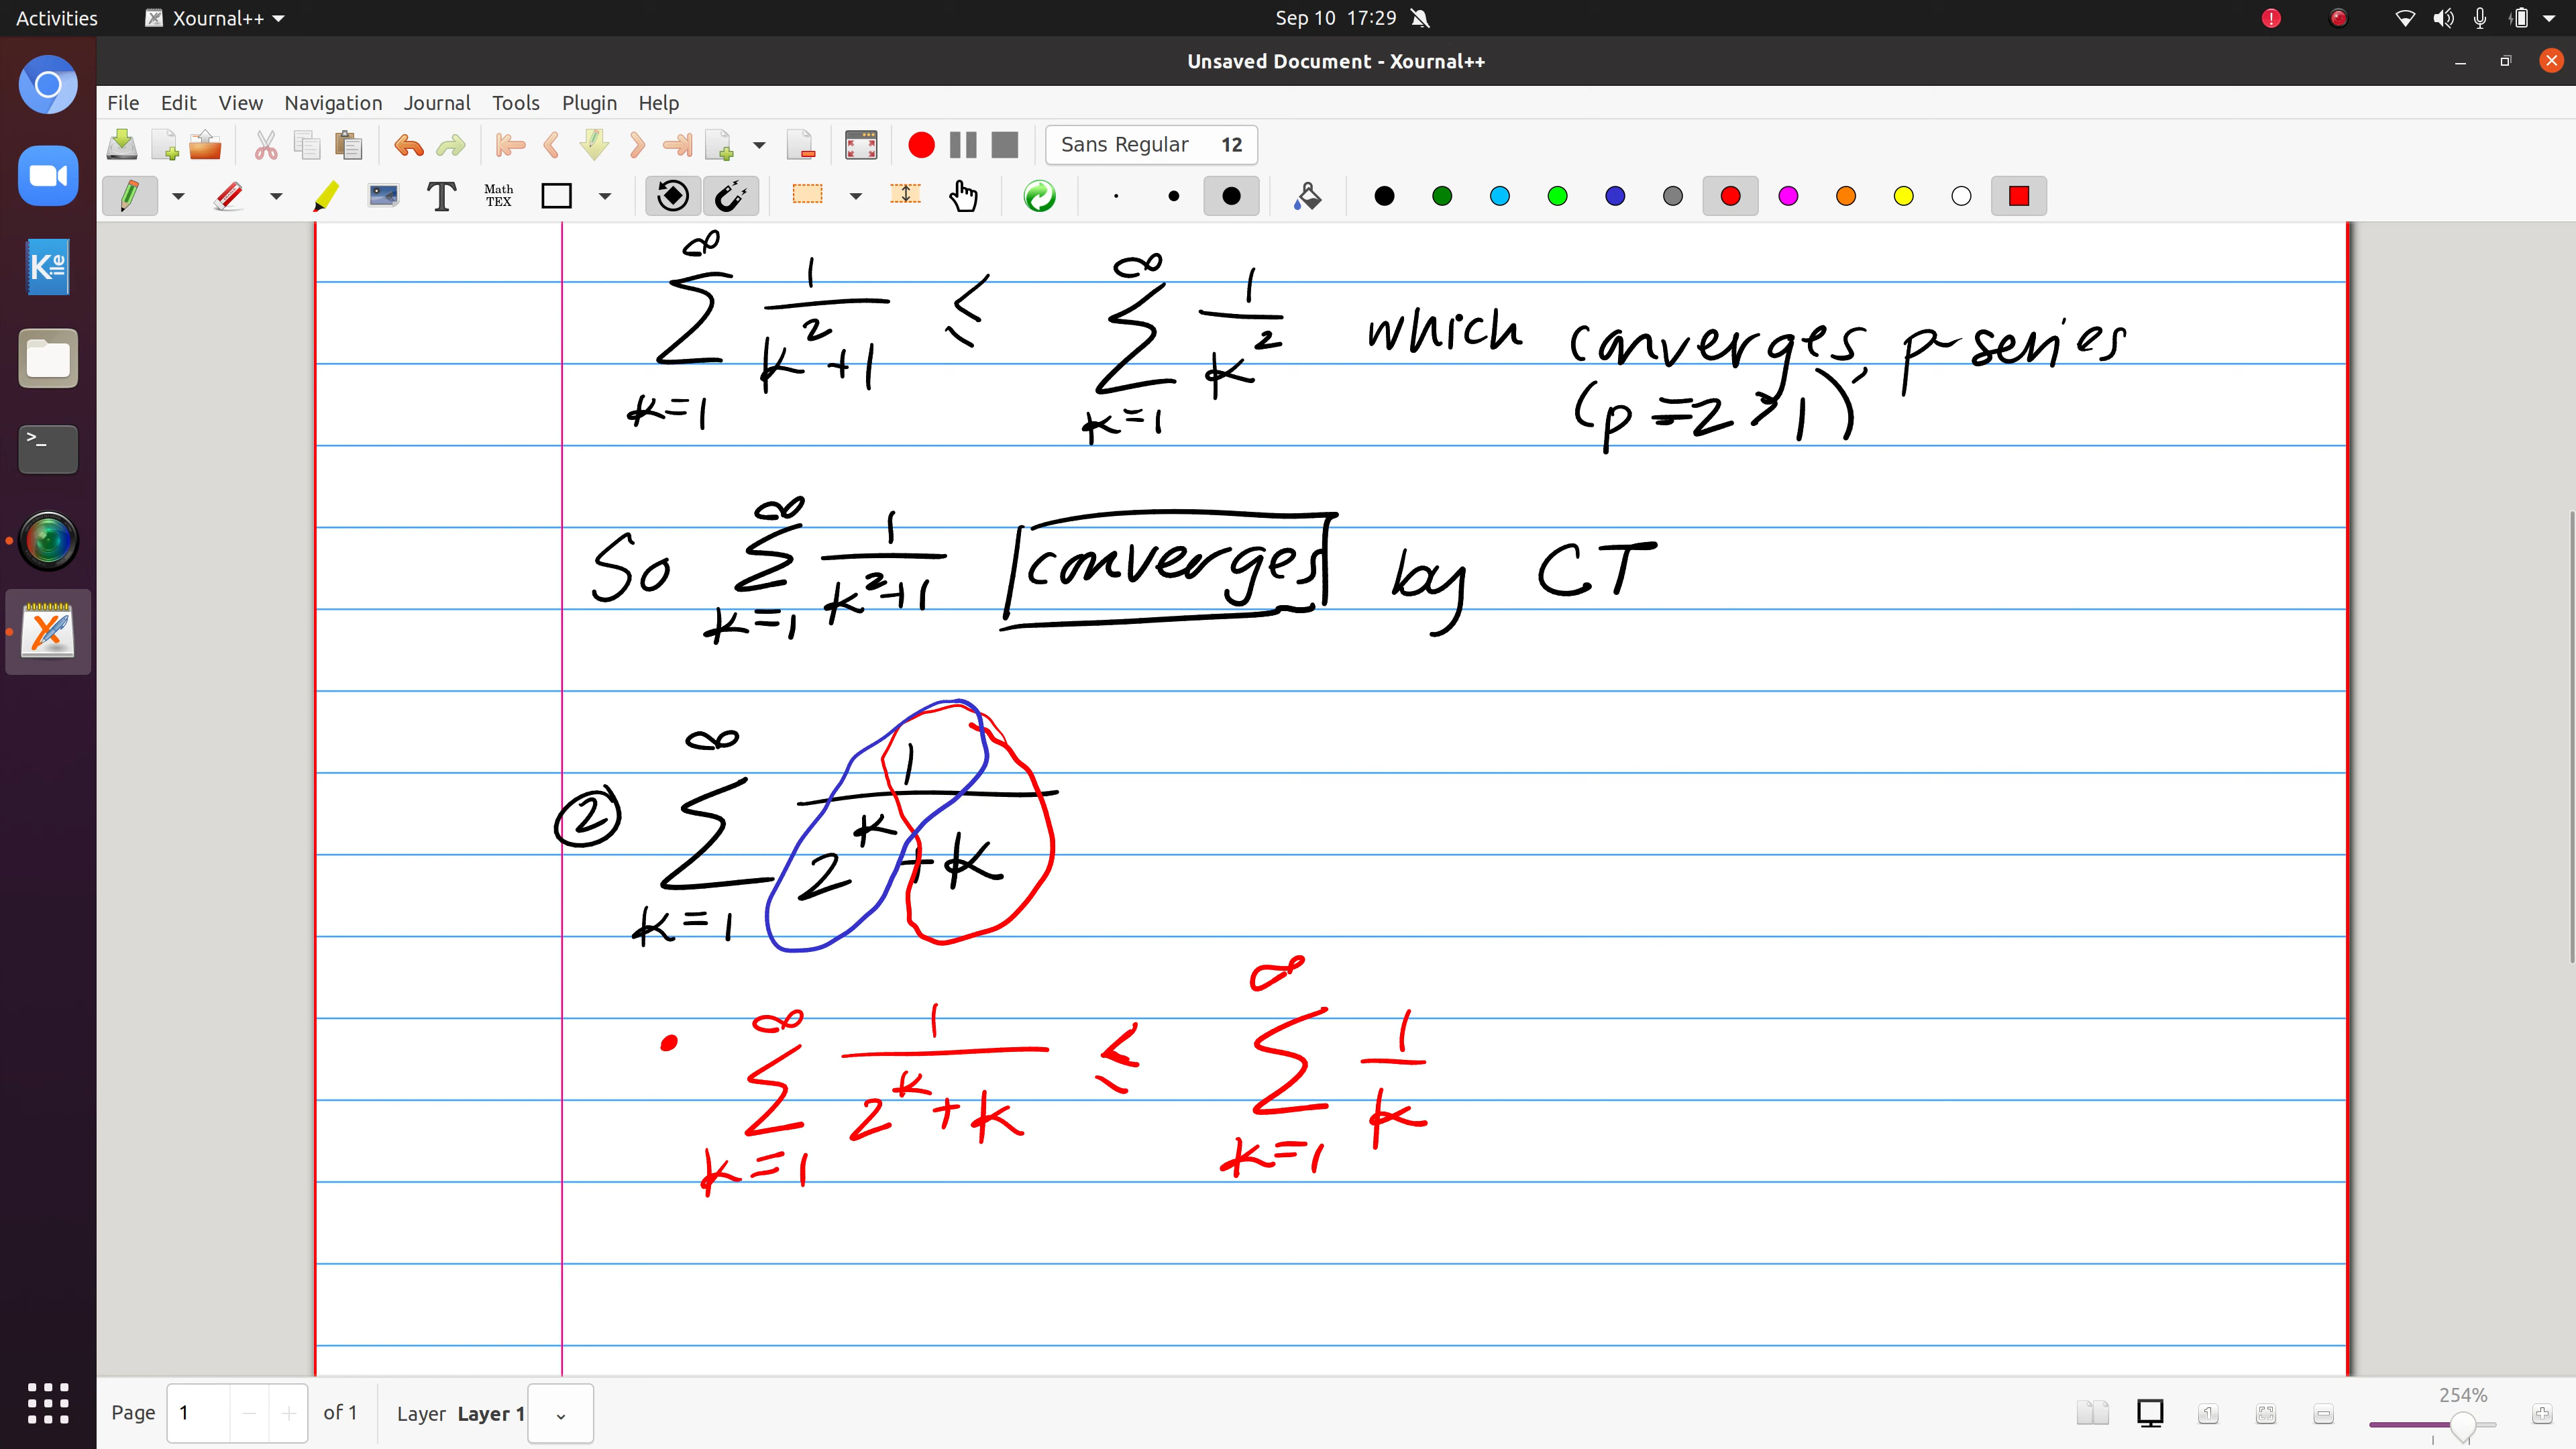 Activities Xournal++ Sep 10 17:29
Unsaved Document - Xournal++
File Edit View Navigation Journal Tools Plugin Help
Sans Regular 12
Math TEX
∞ ∑ k=1 1/(k²+1) ≤ ∞ ∑ k=1 1/k² which converges, p-series
(p=2>1)
So ∞ ∑ k=1 1/(k²+1) converges by CT
② ∞ ∑ k=1 1/(2^k+k)
• ∞ ∑ k=1 1/(2^k+k) ≤ ∞ ∑ k=1 1/k
Page 1 of 1 Layer Layer 1 254%